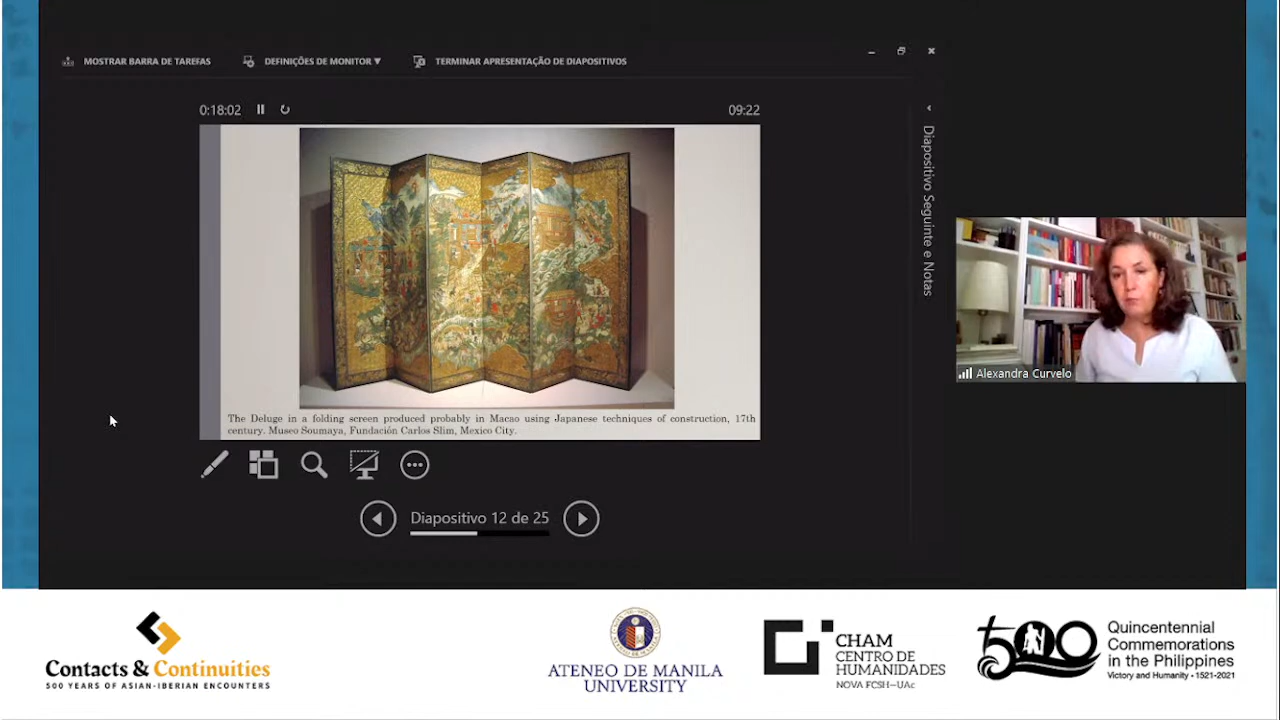 MOSTRAR BARRA DE TAREFAS
DEFINIÇÕES DE MONITOR ▼
TERMINAR APRESENTAÇÃO DE DIAPOSITIVOS
0:18:02
09:22
Diapositivo Seguinte e Notas
The Deluge in a folding screen produced probably in Macao using Japanese techniques of construction, 17th
century. Museo Soumaya, Fundación Carlos Slim, Mexico City.
Alexandra Curvelo
Diapositivo 12 de 25
Contacts & Continuities
500 YEARS OF ASIAN-IBERIAN ENCOUNTERS
ATENEO DE MANILA
UNIVERSITY
CHAM
CENTRO DE
HUMANIDADES
NOVA FCSH—UAc
500
Quincentennial
Commemorations
in the Philippines
Victory and Humanity • 1521-2021